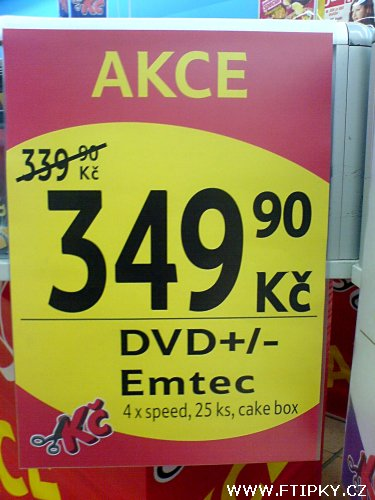 AKCE
339 90 Kč
349 90 Kč
DVD+/-
Emtec
4 x speed, 25 ks, cake box
Kč
WWW.FTIPKY.CZ